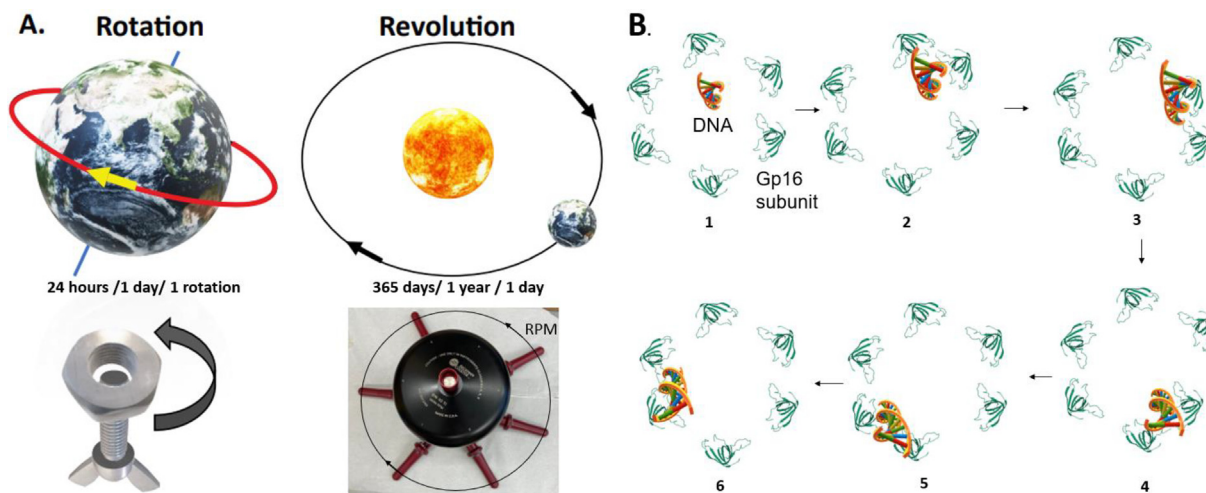 A. Rotation Revolution
24 hours /1 day/ 1 rotation
365 days/ 1 year / 1 day
RPM
B.
DNA
Gp16
subunit
1
2
3
4
5
6